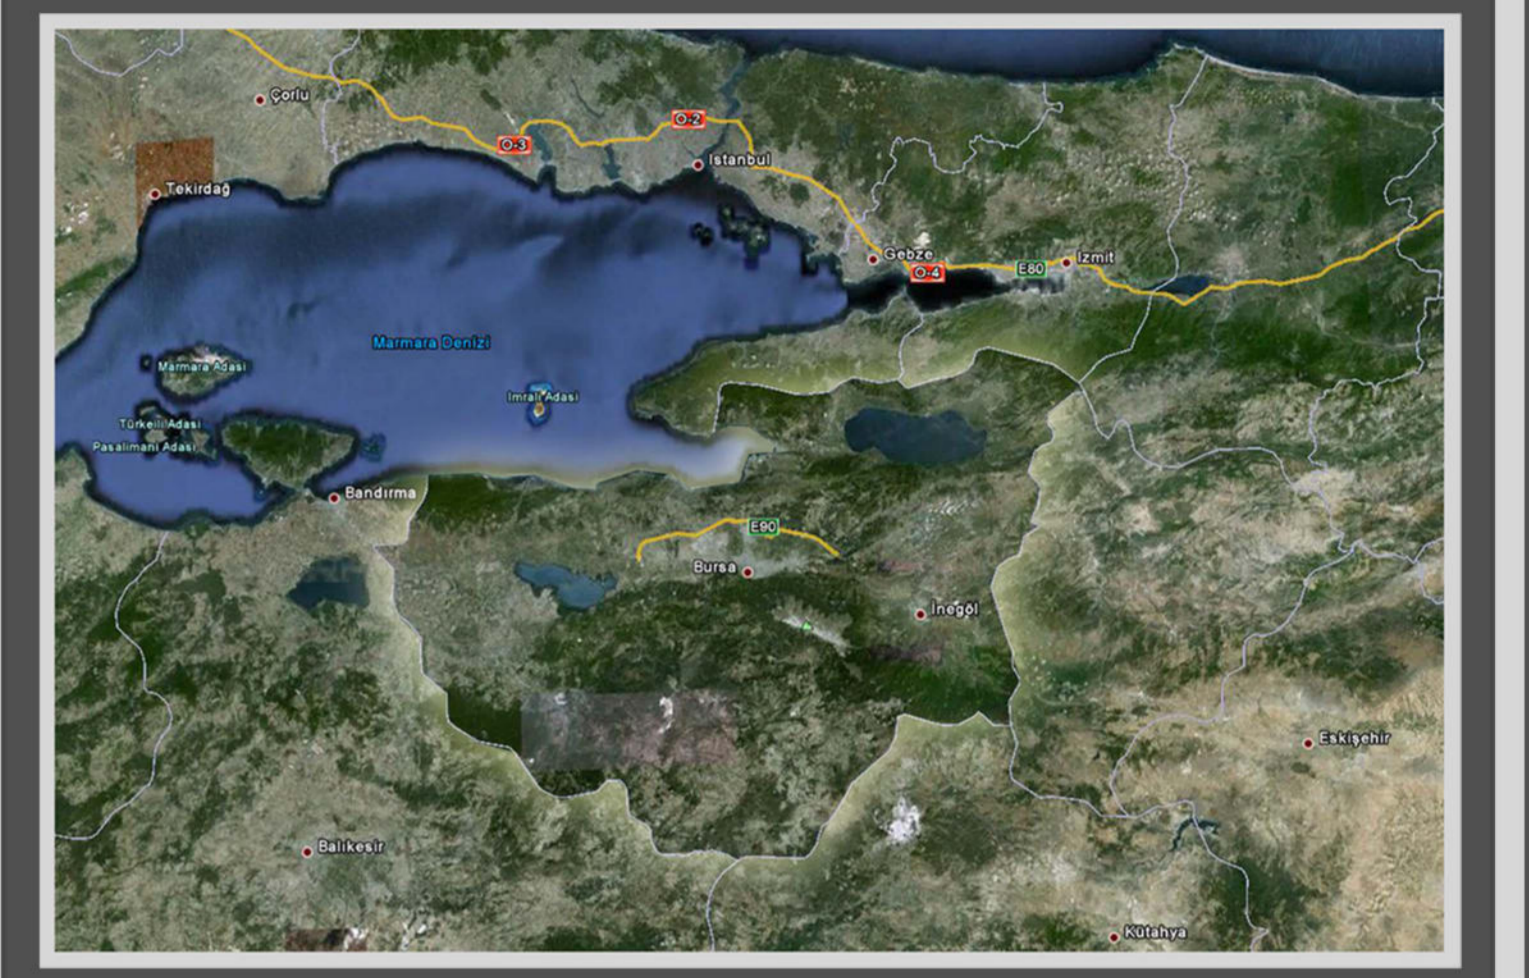 Çorlu
O-2
O-3
Istanbul
Tekirdağ
Gebze
Izmit
E80
O-4
Marmara Denizi
Marmara Adasi
Imrali Adasi
Türkeili Adasi
Pasalimani Adasi
Bandırma
E90
Bursa
İnegöl
Eskişehir
Balıkesir
Kütahya